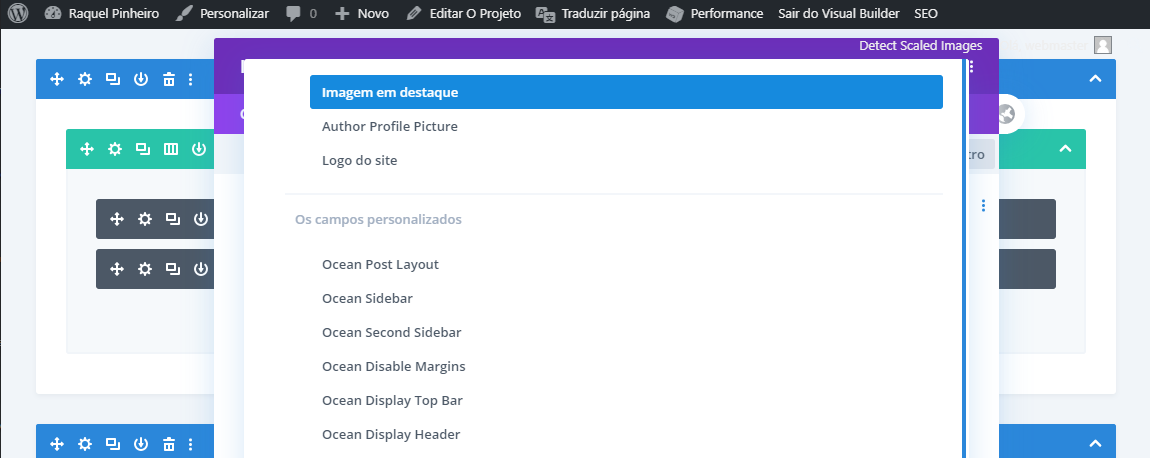 Raquel Pinheiro Personalizar 0 Novo Editar O Projeto Traduzir página Performance Sair do Visual Builder SEO
Detect Scaled Images
Imagem em destaque
Author Profile Picture
Logo do site
tro
Os campos personalizados
Ocean Post Layout
Ocean Sidebar
Ocean Second Sidebar
Ocean Disable Margins
Ocean Display Top Bar
Ocean Display Header